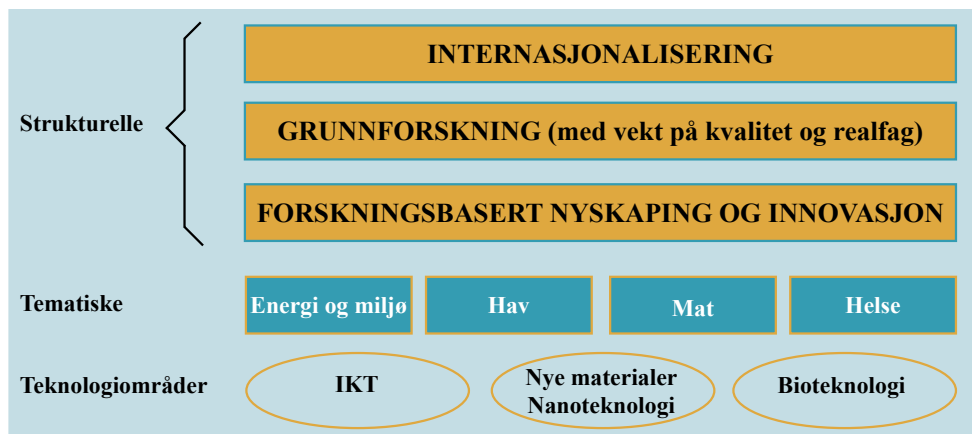 INTERNASJONALISERING
Strukturelle
GRUNNFORSKNING (med vekt på kvalitet og realfag)
FORSKNINGSBASERT NYSKAPING OG INNOVASJON
Tematiske
Energi og miljø
Hav
Mat
Helse
Teknologiområder
IKT
Nye materialer
Nanoteknologi
Bioteknologi